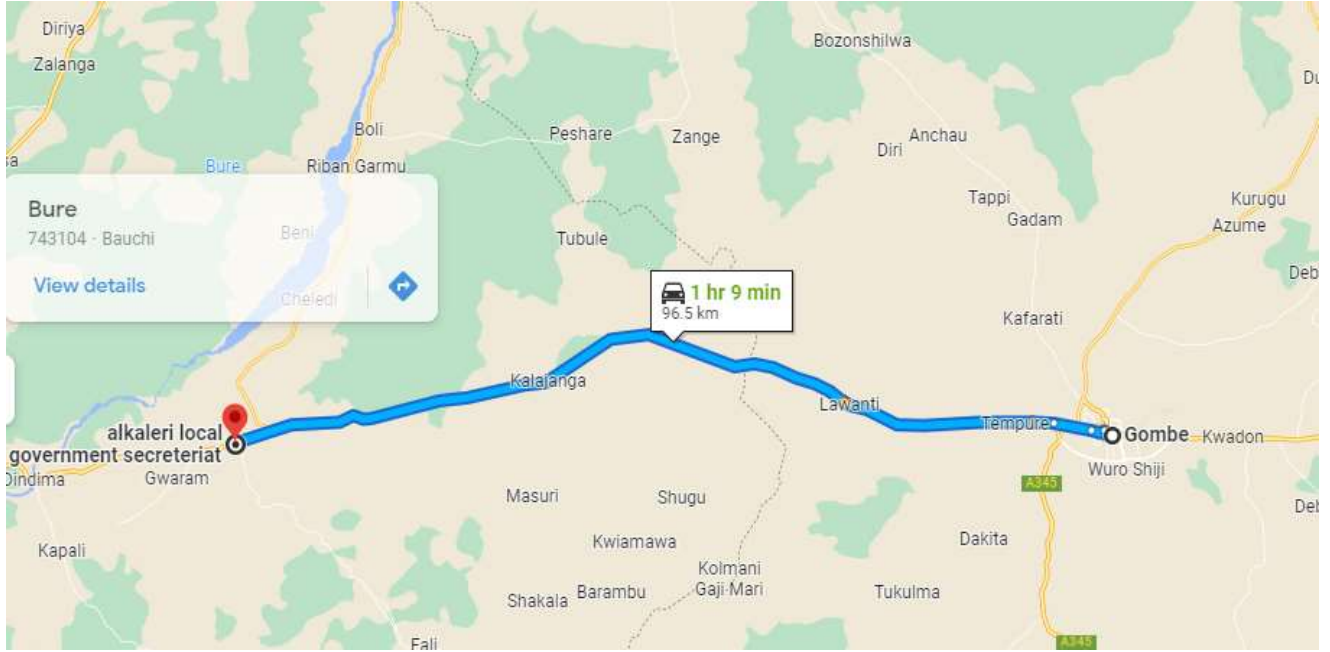 Diriya
Zalanga
Bozonshilwa
Boli
Peshare
Zange
Anchau
Diri
Bure
Riban Garmu
Bure
743104 · Bauchi
View details
Beni
Cheledi
Tappi
Gadam
Kurugu
Azume
Tubule
1 hr 9 min
96.5 km
Kafarati
Kalajanga
Lawanti
Tempure
Gombe
Kwadon
alkaleri local
government secreteriat
Dindima
Gwaram
Wuro Shiji
A345
Masuri
Shugu
Kwiamawa
Dakita
Kapali
Kolmani
Gaji-Mari
Shakala
Barambu
Tukulma
A345